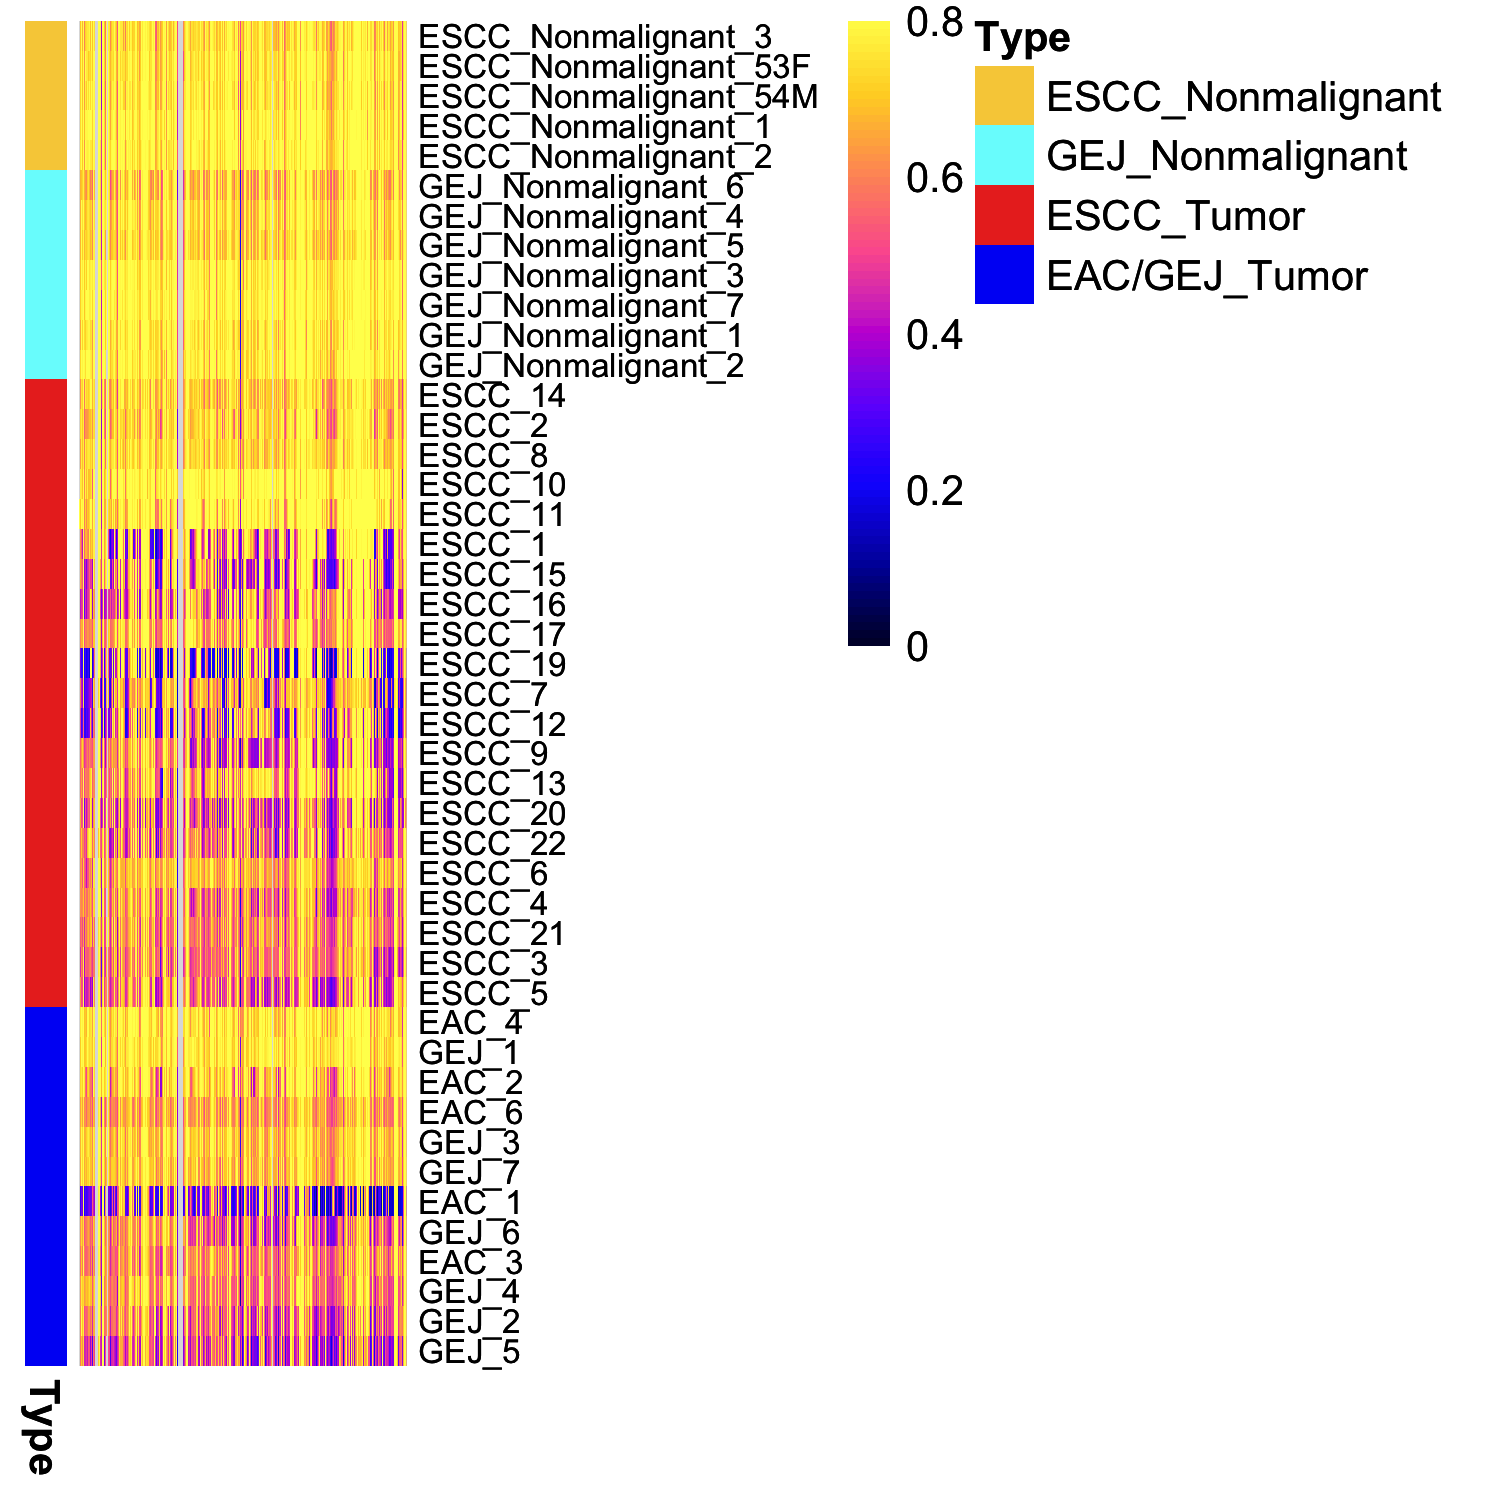 ESCC_Nonmalignant_3
ESCC_Nonmalignant_53F
ESCC_Nonmalignant_54M
ESCC_Nonmalignant_1
ESCC_Nonmalignant_2
GEJ_Nonmalignant_6
GEJ_Nonmalignant_4
GEJ_Nonmalignant_5
GEJ_Nonmalignant_3
GEJ_Nonmalignant_7
GEJ_Nonmalignant_1
GEJ_Nonmalignant_2
ESCC_14
ESCC_2
ESCC_8
ESCC_10
ESCC_11
ESCC_1
ESCC_15
ESCC_16
ESCC_17
ESCC_19
ESCC_7
ESCC_12
ESCC_9
ESCC_13
ESCC_20
ESCC_22
ESCC_6
ESCC_4
ESCC_21
ESCC_3
ESCC_5
EAC_4
GEJ_1
EAC_2
EAC_6
GEJ_3
GEJ_7
EAC_1
GEJ_6
EAC_3
GEJ_4
GEJ_2
GEJ_5
Type
0.8
0.6
0.4
0.2
0
Type
ESCC_Nonmalignant
GEJ_Nonmalignant
ESCC_Tumor
EAC/GEJ_Tumor